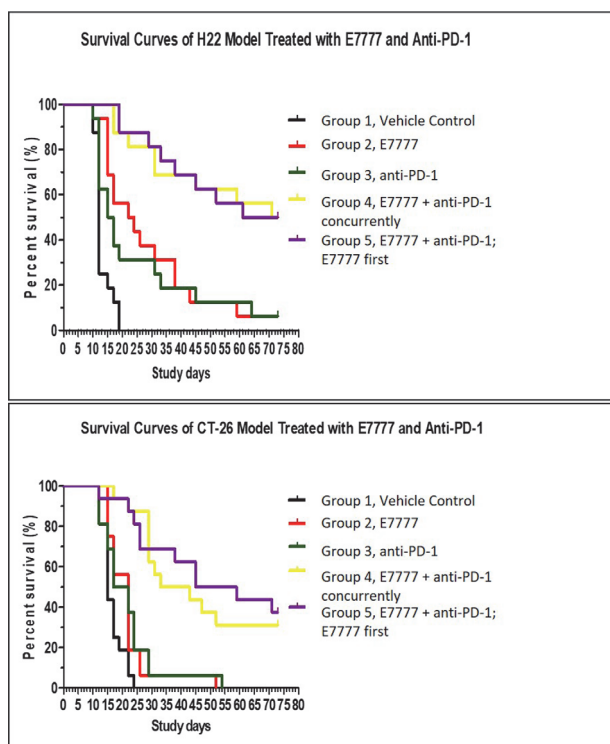 Survival Curves of H22 Model Treated with E7777 and Anti-PD-1
Percent survival (%)
100
80
60
40
20
0
0 5 10 15 20 25 30 35 40 45 50 55 60 65 70 75 80
Study days
Group 1, Vehicle Control
Group 2, E7777
Group 3, anti-PD-1
Group 4, E7777 + anti-PD-1
concurrently
Group 5, E7777 + anti-PD-1;
E7777 first
Survival Curves of CT-26 Model Treated with E7777 and Anti-PD-1
Percent survival (%)
100
80
60
40
20
0
0 5 10 15 20 25 30 35 40 45 50 55 60 65 70 75 80
Study days
Group 1, Vehicle Control
Group 2, E7777
Group 3, anti-PD-1
Group 4, E7777 + anti-PD-1
concurrently
Group 5, E7777 + anti-PD-1;
E7777 first